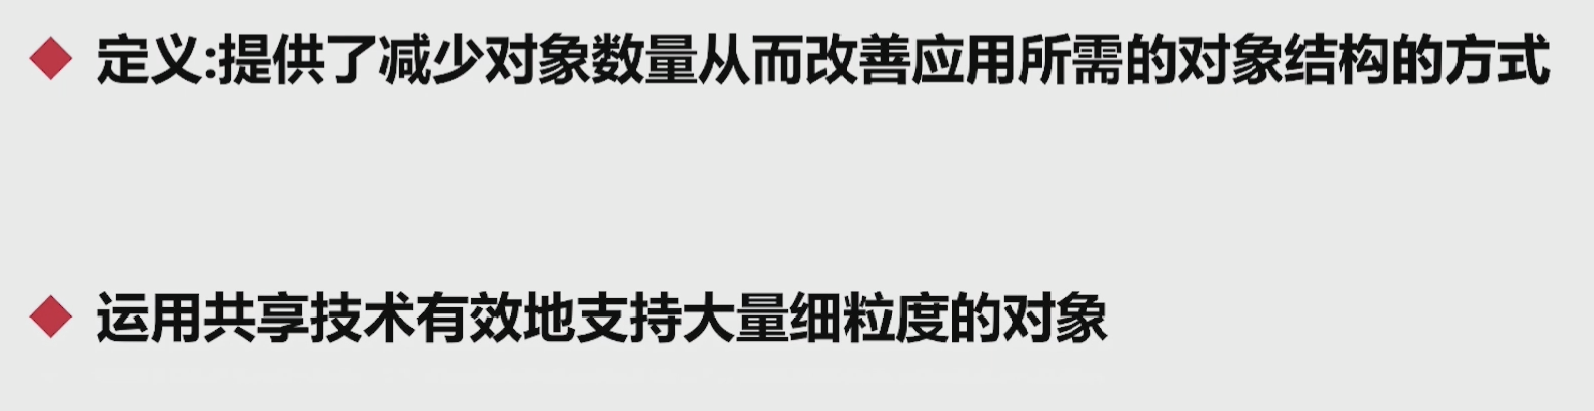 定义:提供了减少对象数量从而改善应用所需的对象结构的方式
运用共享技术有效地支持大量细粒度的对象